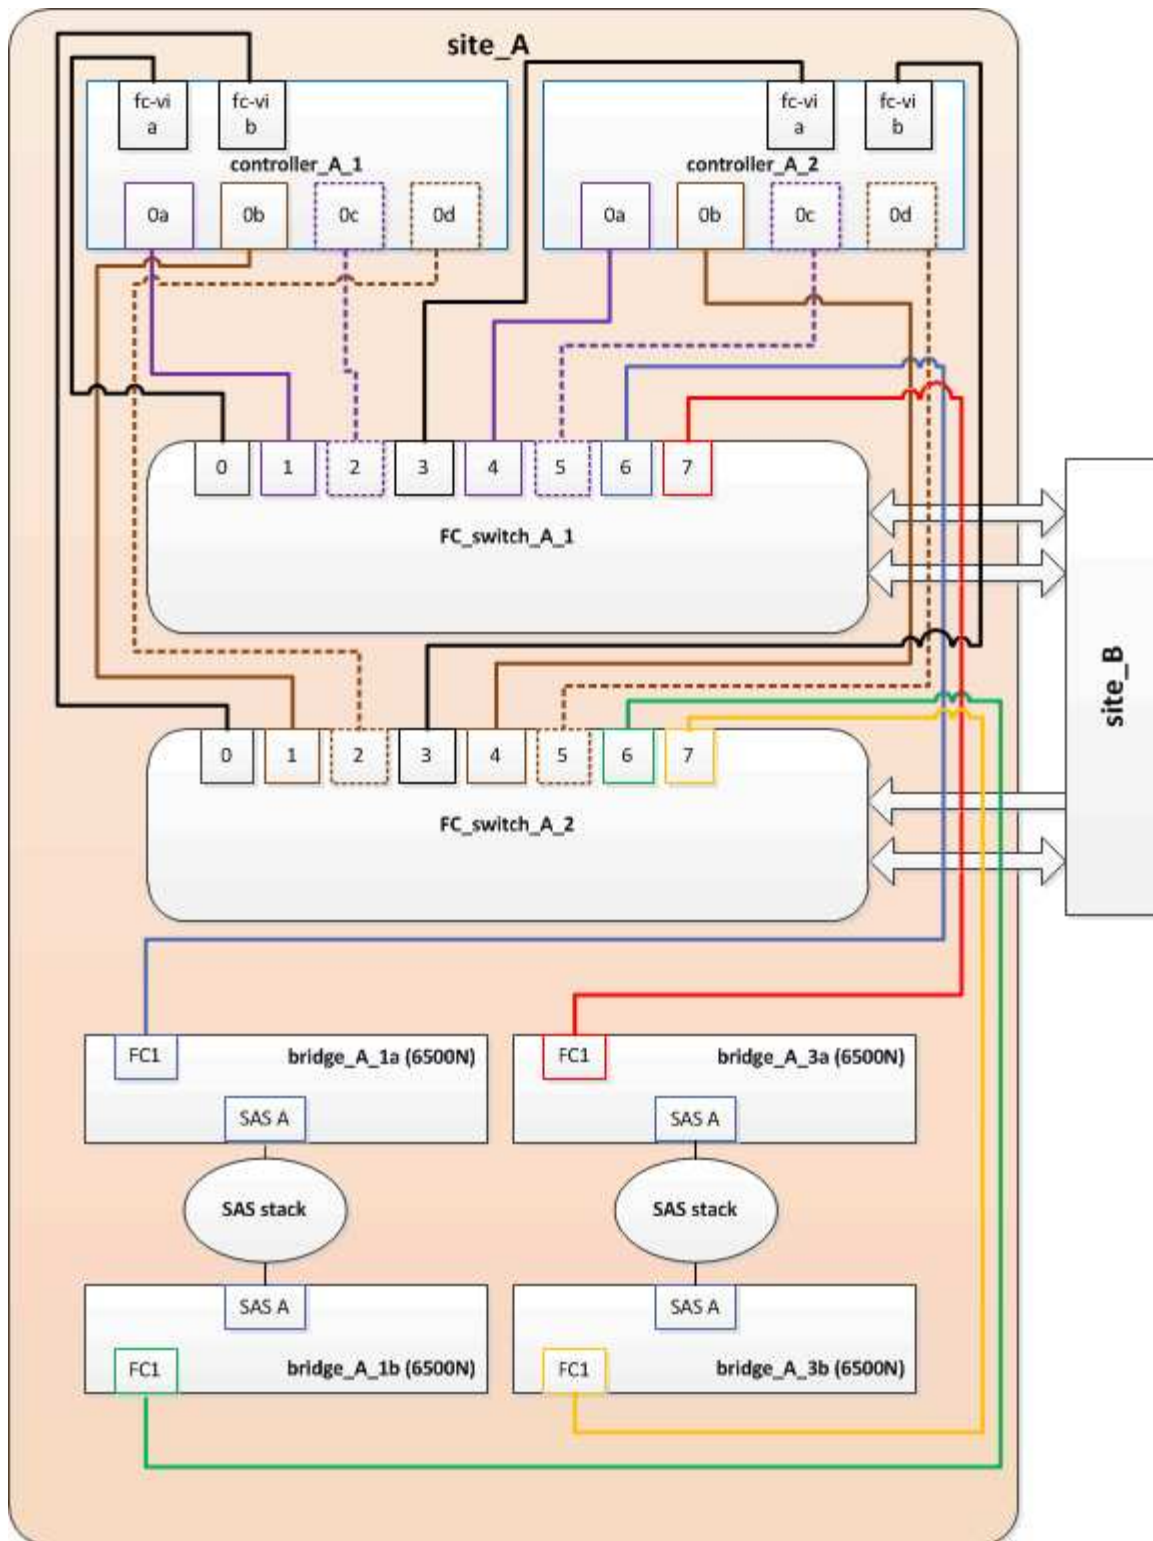 site_A
fc-vi
a
fc-vi
b
fc-vi
a
fc-vi
b
controller_A_1
controller_A_2
0a
0b
0c
0d
0a
0b
0c
0d
0
1
2
3
4
5
6
7
FC_switch_A_1
site_B
0
1
2
3
4
5
6
7
FC_switch_A_2
FC1
bridge_A_1a (6500N)
FC1
bridge_A_3a (6500N)
SAS A
SAS A
SAS stack
SAS stack
SAS A
SAS A
FC1
bridge_A_1b (6500N)
FC1
bridge_A_3b (6500N)